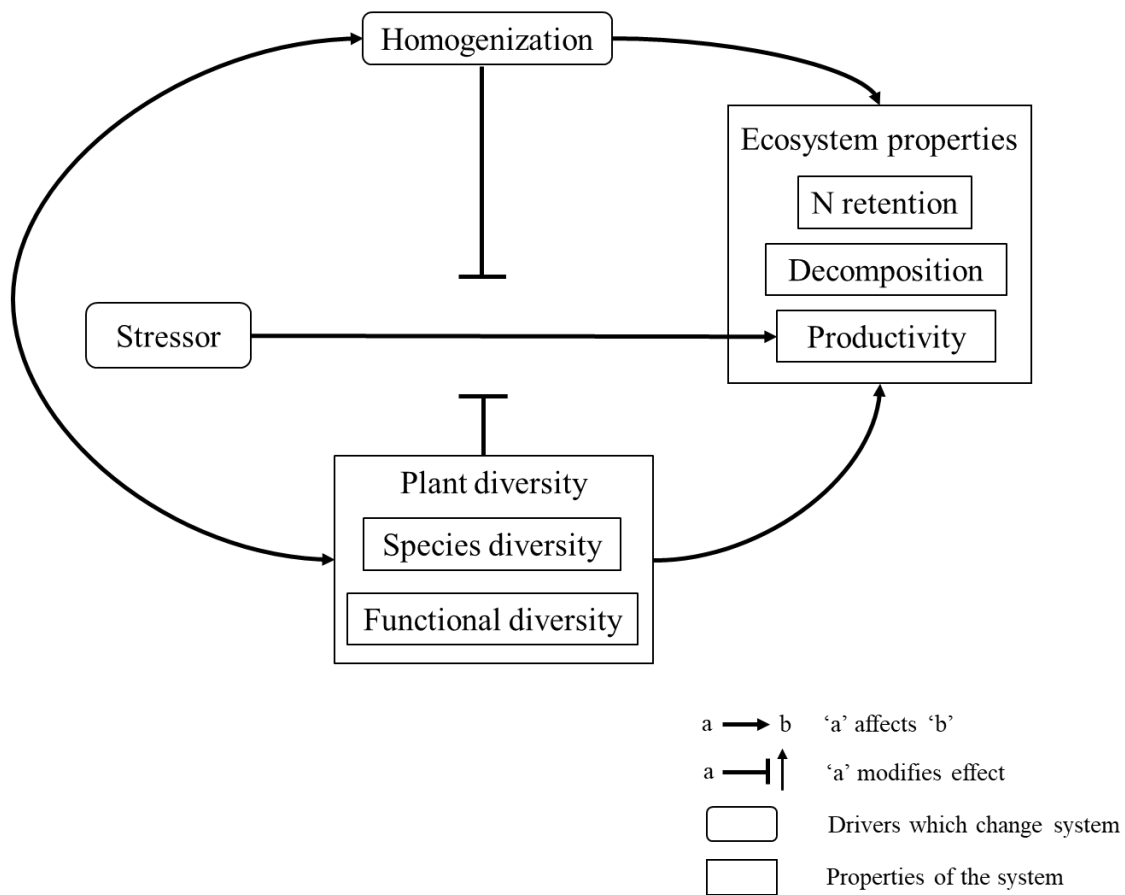 Homogenization
Ecosystem properties
N retention
Decomposition
Stressor
Productivity
Plant diversity
Species diversity
Functional diversity
a b ‘a’ affects ‘b’
a ‘a’ modifies effect
Drivers which change system
Properties of the system